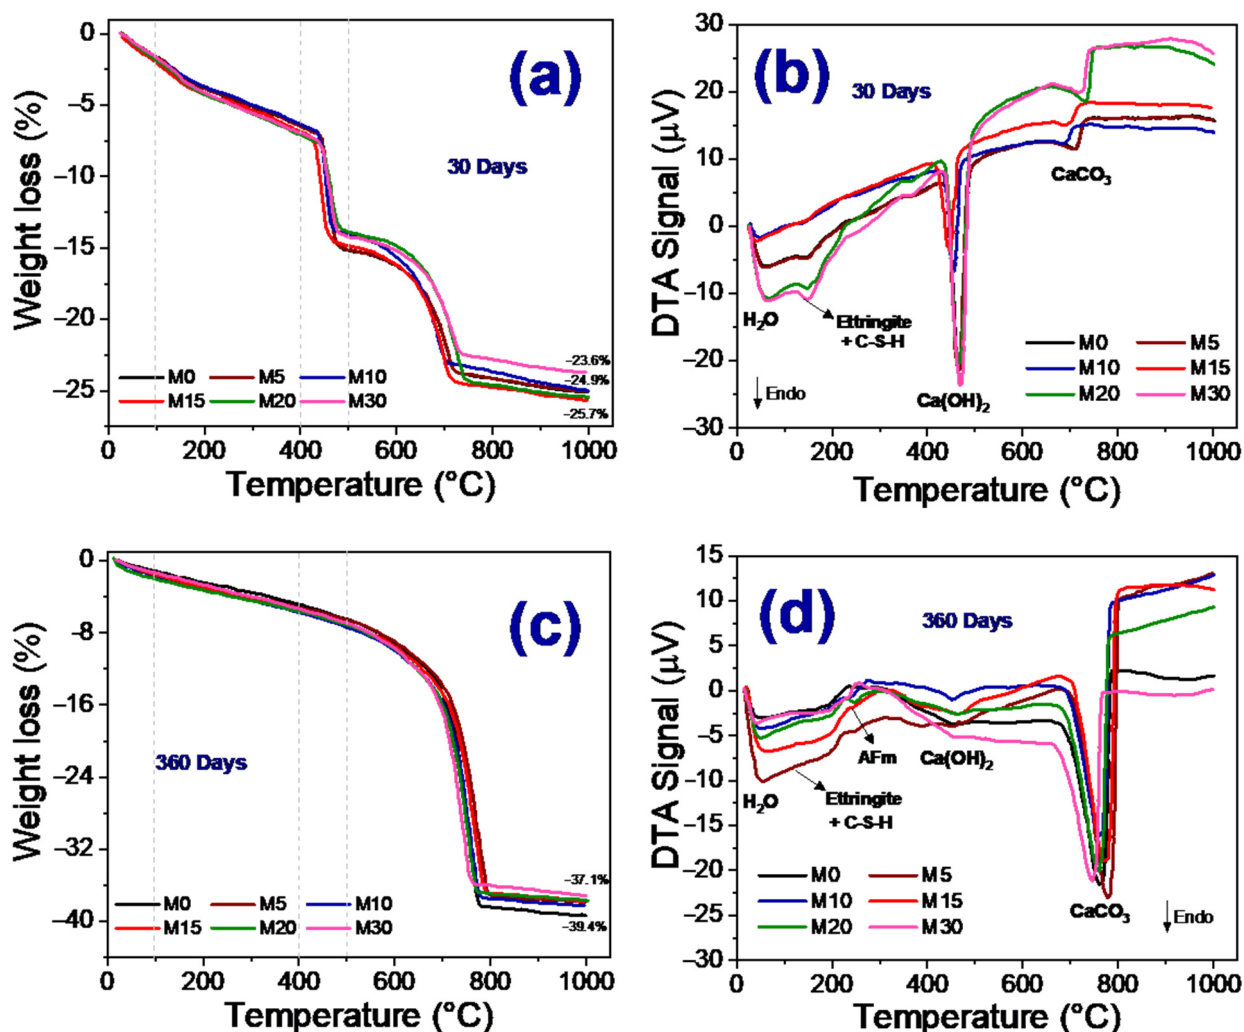 (a)
30 Days
Weight loss (%)
0
−5
−10
−15
−20
−25
−23.6%
−24.9%
−25.7%
M0 M5 M10
M15 M20 M30
0 200 400 600 800 1000
Temperature (°C)
(b)
30 Days
DTA Signal (µV)
30
20
10
0
−10
−20
−30
CaCO3
H2O
Ettringite
+ C-S-H
Endo
Ca(OH)2
M0 M5
M10 M15
M20 M30
0 200 400 600 800 1000
Temperature (°C)
(c)
360 Days
Weight loss (%)
0
−8
−16
−24
−32
−40
−37.1%
−39.4%
M0 M5 M10
M15 M20 M30
0 200 400 600 800 1000
Temperature (°C)
(d)
360 Days
DTA Signal (µV)
15
10
5
0
−5
−10
−15
−20
−25
−30
AFm
Ca(OH)2
H2O
Ettringite
+ C-S-H
CaCO3
Endo
M0 M5
M10 M15
M20 M30
0 200 400 600 800 1000
Temperature (°C)